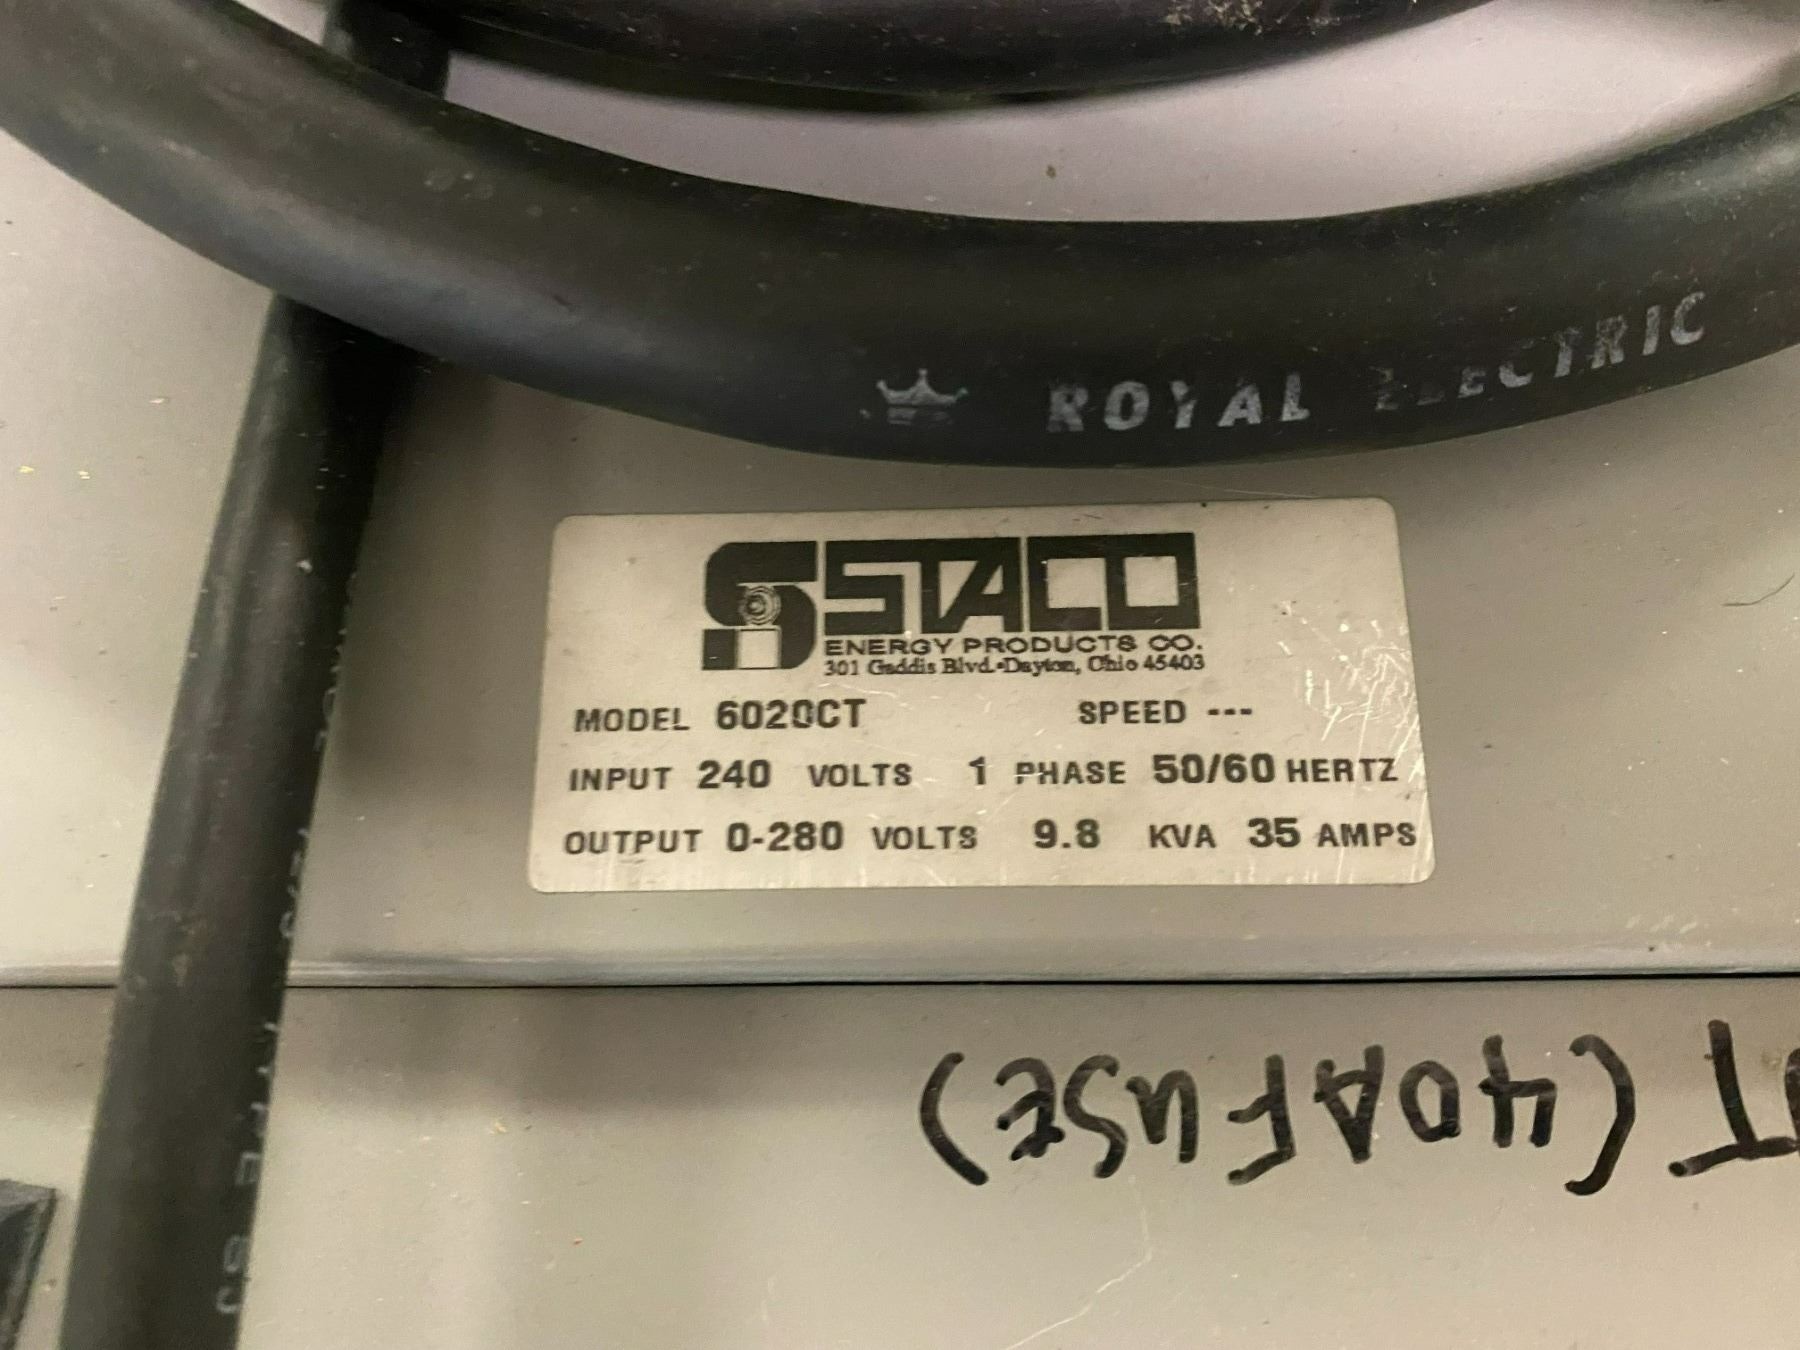 ROYAL ELECTRIC
STACO
ENERGY PRODUCTS CO.
301 Gaddis Blvd.•Dayton, Ohio 45403
MODEL 6020CT SPEED ---
INPUT 240 VOLTS 1 PHASE 50/60 HERTZ
OUTPUT 0-280 VOLTS 9.8 KVA 35 AMPS
(40A FUSE)